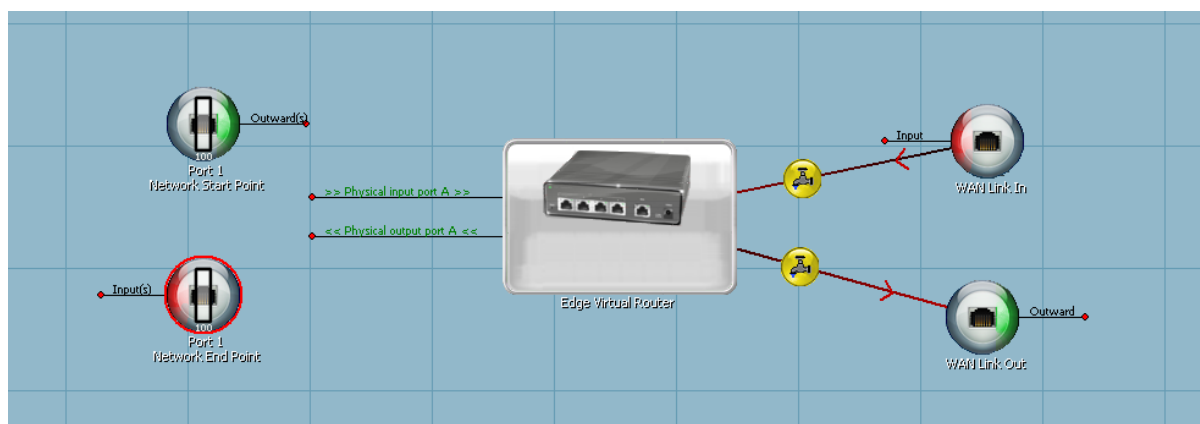 Outward(s)
100
Port 1
Network Start Point
>> Physical input port A >>
<< Physical output port A <<
Input(s)
100
Port 1
Network End Point
Edge Virtual Router
Input
WAN Link In
Outward
WAN Link Out